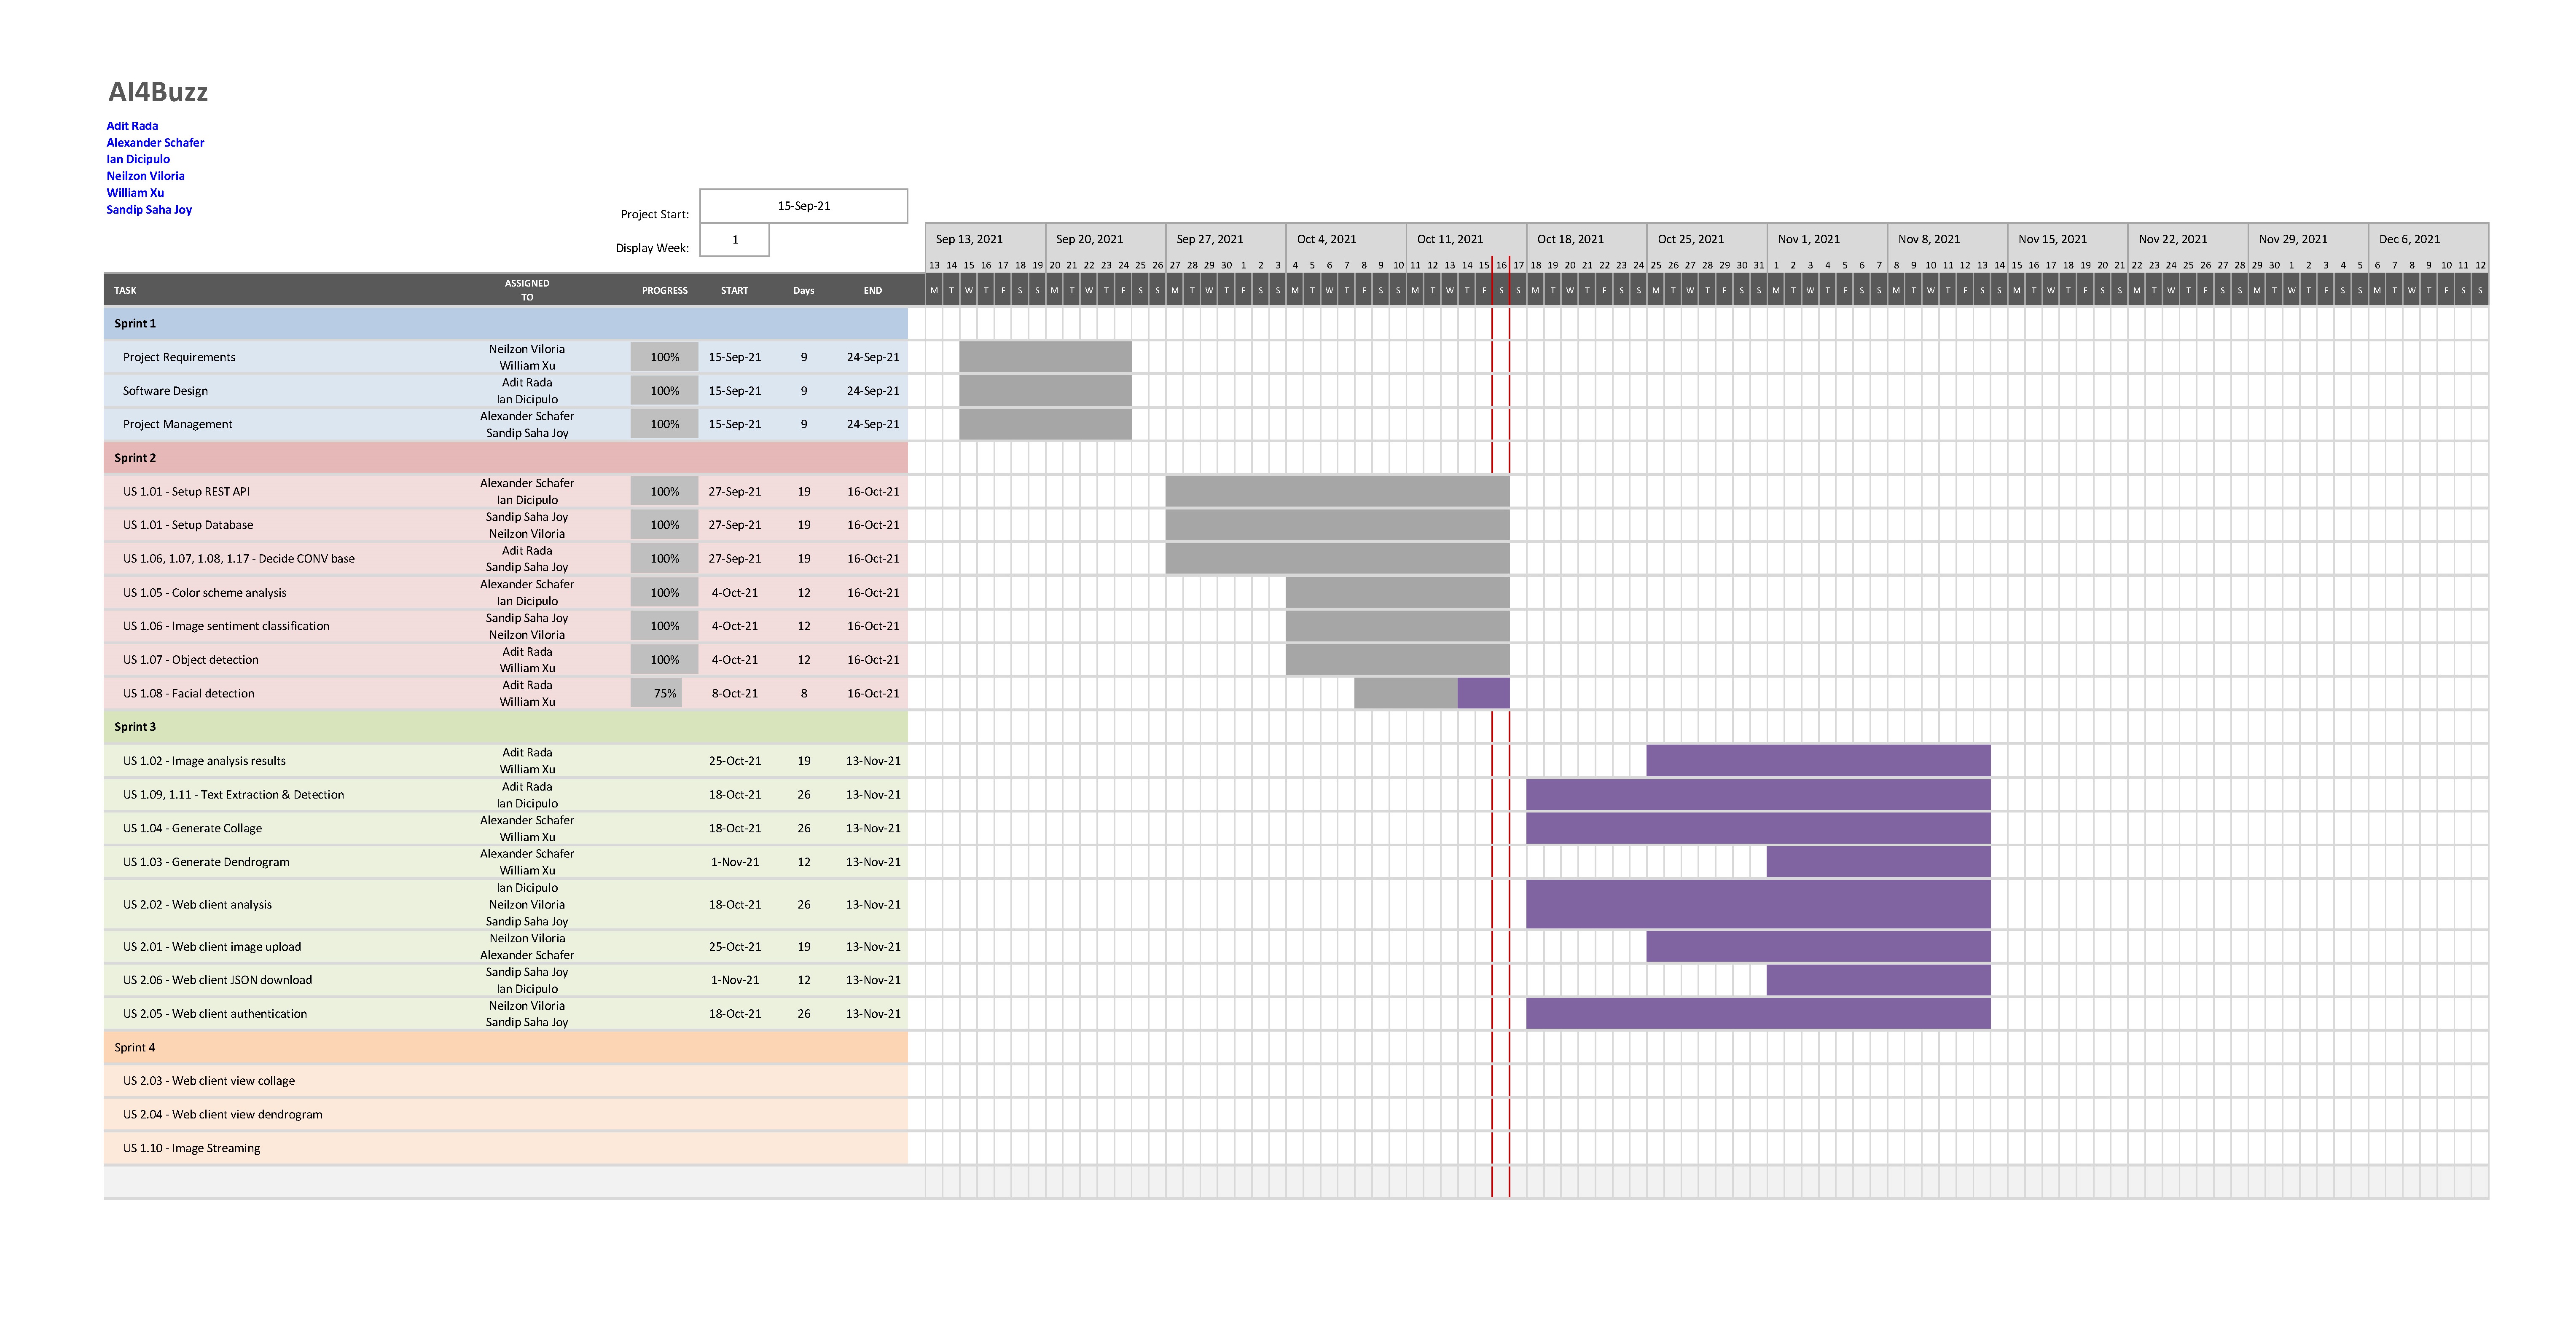 AI4Buzz
Adit Rada
Alexander Schafer
Ian Dicipulo
Neilzon Viloria
William Xu
Sandip Saha Joy
Project Start: 15-Sep-21
Display Week: 1
Sep 13, 2021 Sep 20, 2021 Sep 27, 2021 Oct 4, 2021 Oct 11, 2021 Oct 18, 2021 Oct 25, 2021 Nov 1, 2021 Nov 8, 2021 Nov 15, 2021 Nov 22, 2021 Nov 29, 2021 Dec 6, 2021
13 14 15 16 17 18 19 20 21 22 23 24 25 26 27 28 29 30 1 2 3 4 5 6 7 8 9 10 11 12 13 14 15 16 17 18 19 20 21 22 23 24 25 26 27 28 29 30 31 1 2 3 4 5 6 7 8 9 10 11 12 13 14 15 16 17 18 19 20 21 22 23 24 25 26 27 28 29 30 1 2 3 4 5 6 7 8 9 10 11 12
TASK ASSIGNED TO PROGRESS START Days END M T W T F S S M T W T F S S M T W T F S S M T W T F S S M T W T F S S M T W T F S S M T W T F S S M T W T F S S M T W T F S S M T W T F S S M T W T F S S M T W T F S S M T W T F S S
Sprint 1
Project Requirements Neilzon Viloria William Xu 100% 15-Sep-21 9 24-Sep-21
Software Design Adit Rada Ian Dicipulo 100% 15-Sep-21 9 24-Sep-21
Project Management Alexander Schafer Sandip Saha Joy 100% 15-Sep-21 9 24-Sep-21
Sprint 2
US 1.01 - Setup REST API Alexander Schafer Ian Dicipulo 100% 27-Sep-21 19 16-Oct-21
US 1.01 - Setup Database Sandip Saha Joy Neilzon Viloria 100% 27-Sep-21 19 16-Oct-21
US 1.06, 1.07, 1.08, 1.17 - Decide CONV base Adit Rada Sandip Saha Joy 100% 27-Sep-21 19 16-Oct-21
US 1.05 - Color scheme analysis Alexander Schafer Ian Dicipulo 100% 4-Oct-21 12 16-Oct-21
US 1.06 - Image sentiment classification Sandip Saha Joy Neilzon Viloria 100% 4-Oct-21 12 16-Oct-21
US 1.07 - Object detection Adit Rada William Xu 100% 4-Oct-21 12 16-Oct-21
US 1.08 - Facial detection Adit Rada William Xu 75% 8-Oct-21 8 16-Oct-21
Sprint 3
US 1.02 - Image analysis results Adit Rada William Xu 25-Oct-21 19 13-Nov-21
US 1.09, 1.11 - Text Extraction & Detection Adit Rada Ian Dicipulo 18-Oct-21 26 13-Nov-21
US 1.04 - Generate Collage Alexander Schafer William Xu 18-Oct-21 26 13-Nov-21
US 1.03 - Generate Dendrogram Alexander Schafer William Xu 1-Nov-21 12 13-Nov-21
US 2.02 - Web client analysis Ian Dicipulo Neilzon Viloria Sandip Saha Joy 18-Oct-21 26 13-Nov-21
US 2.01 - Web client image upload Neilzon Viloria Alexander Schafer 25-Oct-21 19 13-Nov-21
US 2.06 - Web client JSON download Sandip Saha Joy Ian Dicipulo 1-Nov-21 12 13-Nov-21
US 2.05 - Web client authentication Neilzon Viloria Sandip Saha Joy 18-Oct-21 26 13-Nov-21
Sprint 4
US 2.03 - Web client view collage
US 2.04 - Web client view dendrogram
US 1.10 - Image Streaming